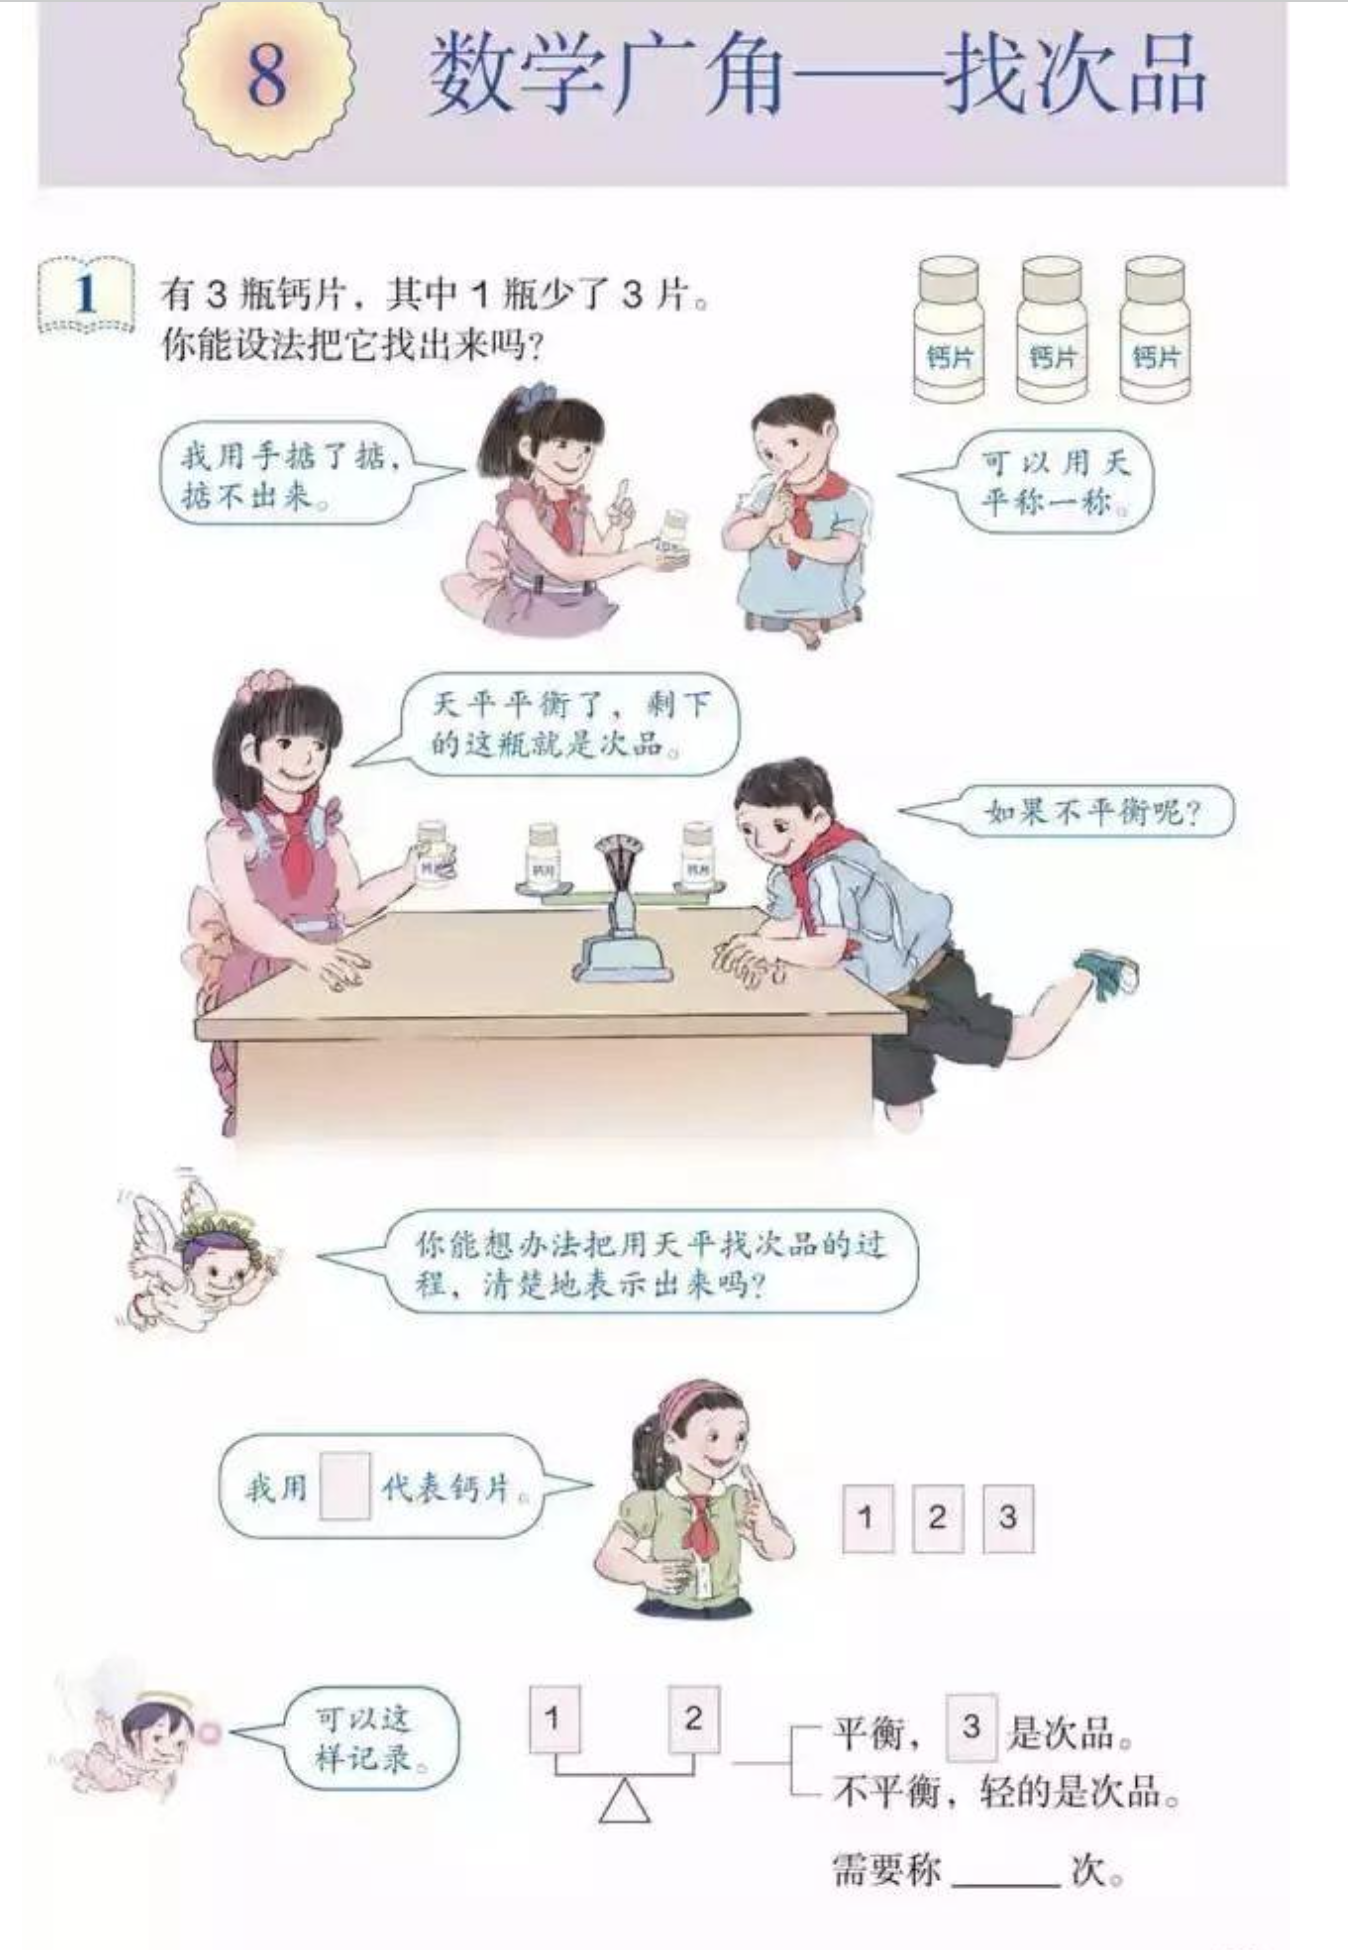 8
数学广角——找次品
1
有 3 瓶钙片，其中 1 瓶少了 3 片。
你能设法把它找出来吗？
钙片 钙片 钙片
我用手掂了掂，
掂不出来。
可以用天
平称一称。
天平平衡了，剩下
的这瓶就是次品。
如果不平衡呢？
钙片 钙片
你能想办法把用天平找次品的过
程，清楚地表示出来吗？
我用 代表钙片。
1 2 3
可以这
样记录。
1 2
平衡， 3 是次品。
不平衡，轻的是次品。
需要称 ______ 次。